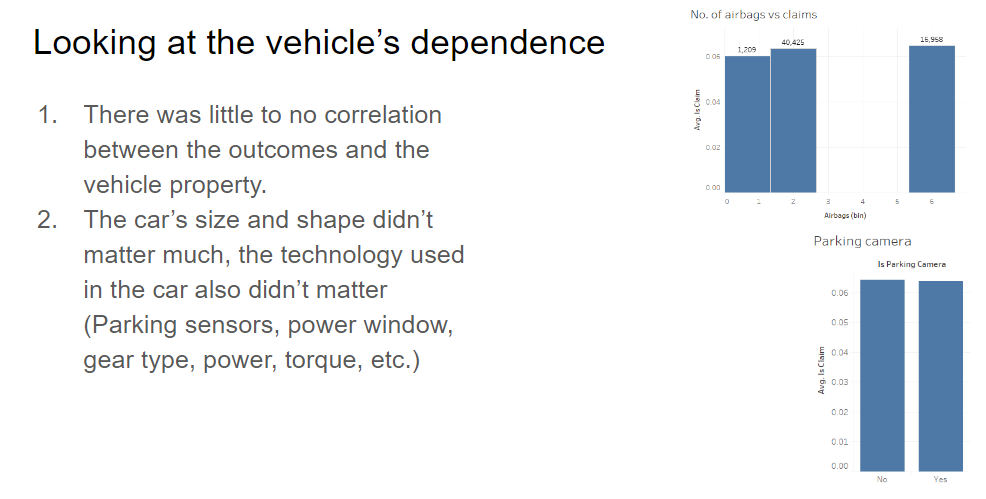 Looking at the vehicle’s dependence
1. There was little to no correlation
between the outcomes and the
vehicle property.
2. The car’s size and shape didn’t
matter much, the technology used
in the car also didn’t matter
(Parking sensors, power window,
gear type, power, torque, etc.)
No. of airbags vs claims
1,209
40,425
16,958
0.06
0.04
0.02
0.00
Avg. Is Claim
0 1 2 3 4 5 6
Airbags (bin)
Parking camera
Is Parking Camera
0.06
0.05
0.04
0.03
0.02
0.01
0.00
Avg. Is Claim
No Yes